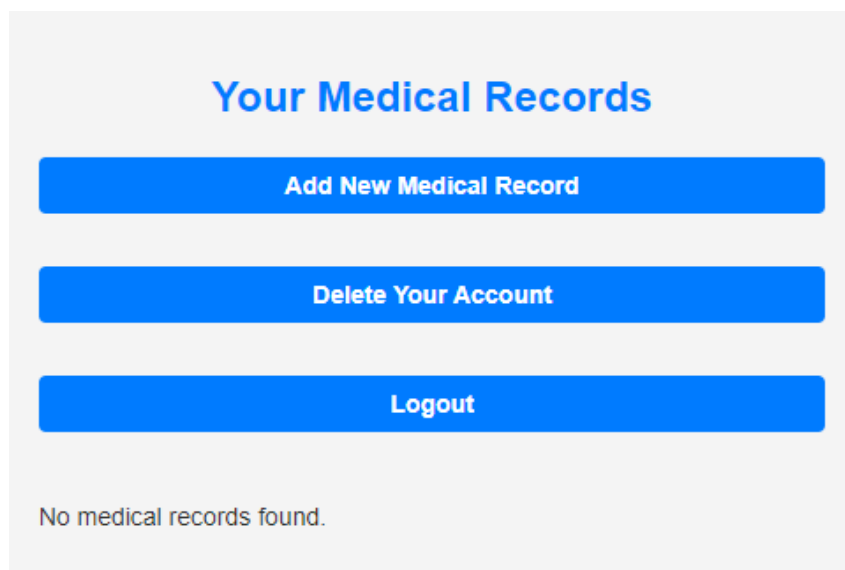 Your Medical Records
Add New Medical Record
Delete Your Account
Logout
No medical records found.